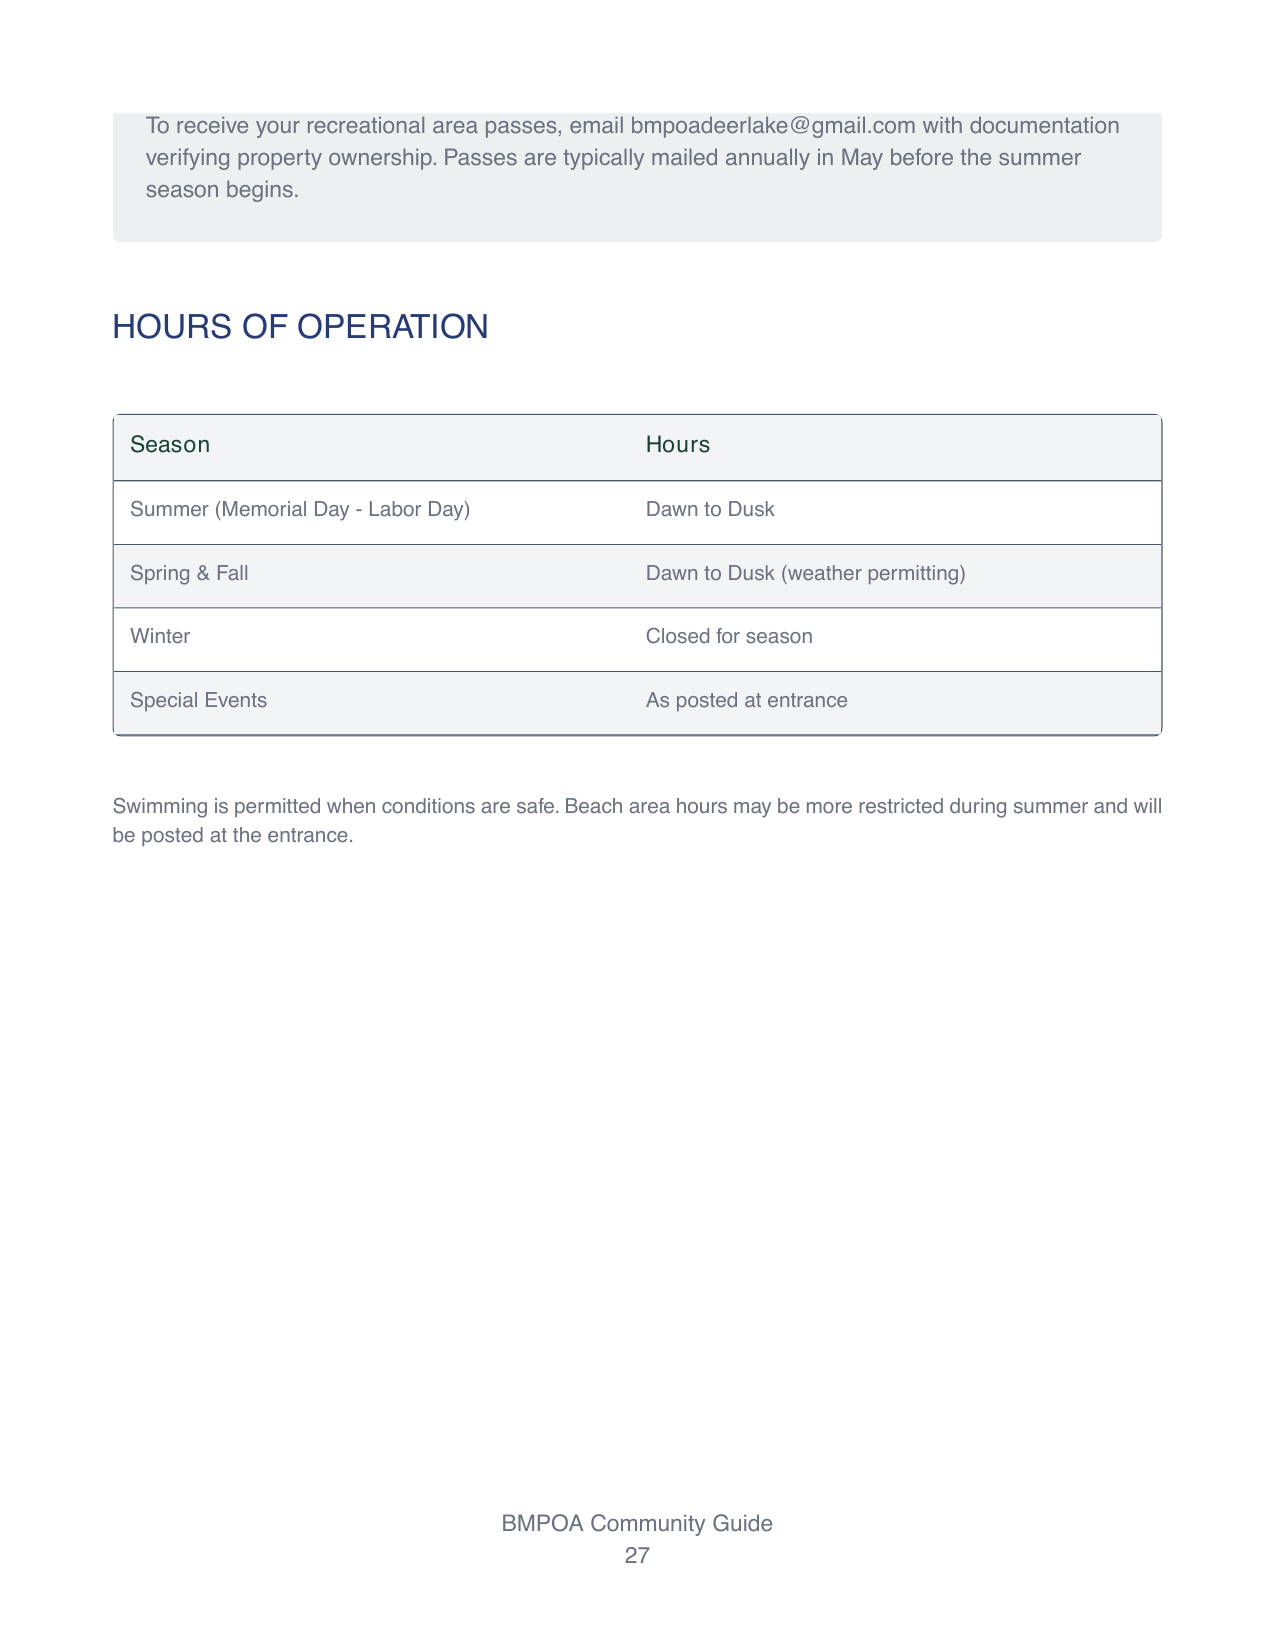 To receive your recreational area passes, email bmpoadeerlake@gmail.com with documentation
verifying property ownership. Passes are typically mailed annually in May before the summer
season begins.
HOURS OF OPERATION
Season Hours
Summer (Memorial Day - Labor Day) Dawn to Dusk
Spring & Fall Dawn to Dusk (weather permitting)
Winter Closed for season
Special Events As posted at entrance
Swimming is permitted when conditions are safe. Beach area hours may be more restricted during summer and will
be posted at the entrance.
BMPOA Community Guide
27